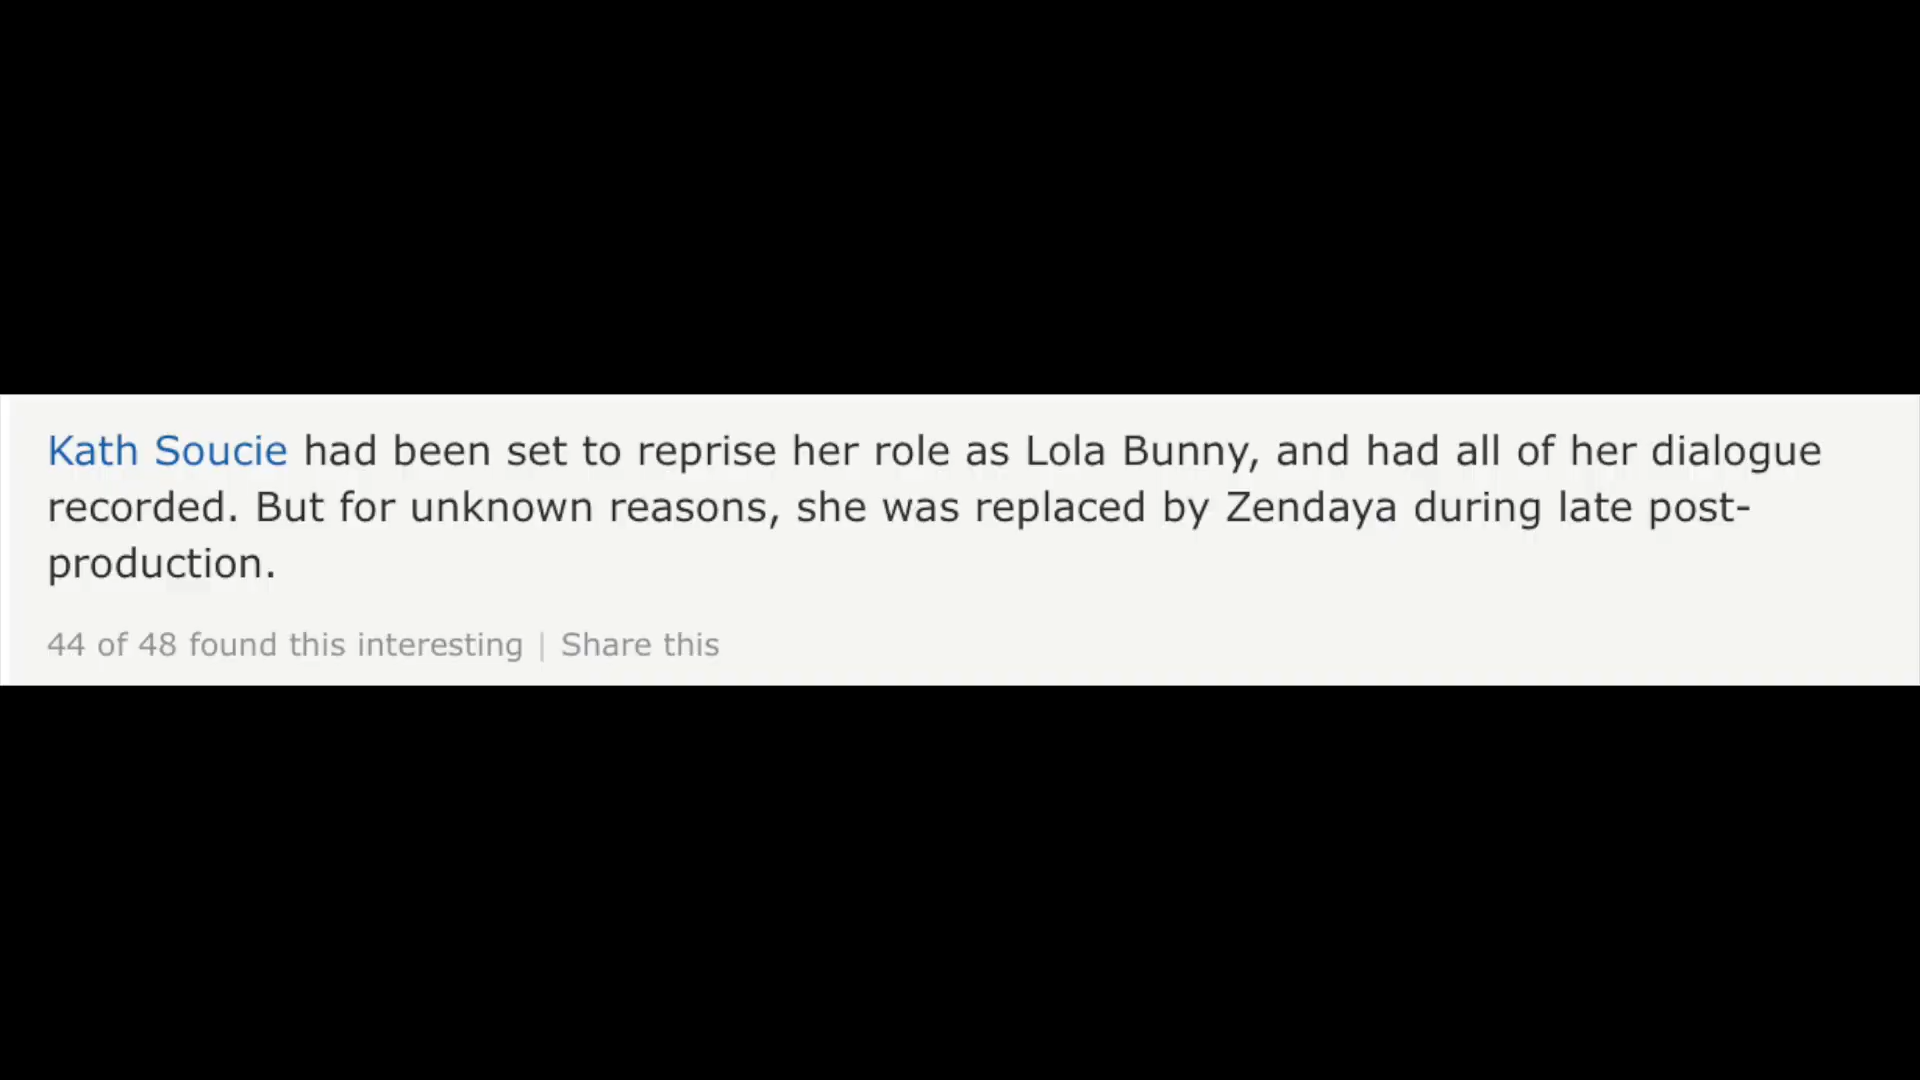 Kath Soucie had been set to reprise her role as Lola Bunny, and had all of her dialogue
recorded. But for unknown reasons, she was replaced by Zendaya during late post-
production.
44 of 48 found this interesting | Share this